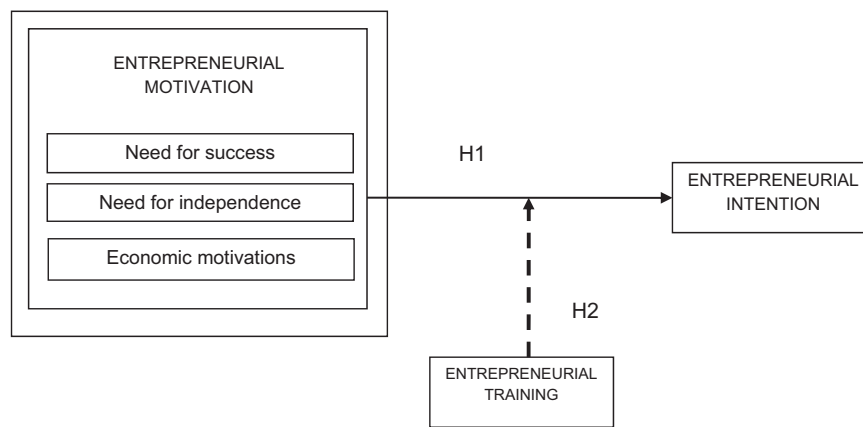 ENTREPRENEURIAL
MOTIVATION
Need for success
Need for independence
Economic motivations
H1
ENTREPRENEURIAL
INTENTION
H2
ENTREPRENEURIAL
TRAINING